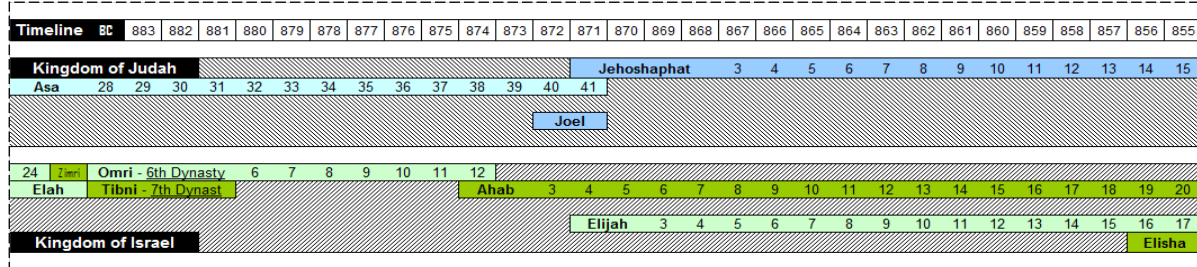 Timeline BC 883 882 881 880 879 878 877 876 875 874 873 872 871 870 869 868 867 866 865 864 863 862 861 860 859 858 857 856 855
Kingdom of Judah Jehoshaphat 3 4 5 6 7 8 9 10 11 12 13 14 15
Asa 28 29 30 31 32 33 34 35 36 37 38 39 40 41
Joel
24 Zimri Omri - 6th Dynasty 6 7 8 9 10 11 12
Elah Tibni - 7th Dynast Ahab 3 4 5 6 7 8 9 10 11 12 13 14 15 16 17 18 19 20
Elijah 3 4 5 6 7 8 9 10 11 12 13 14 15 16 17
Kingdom of Israel Elisha